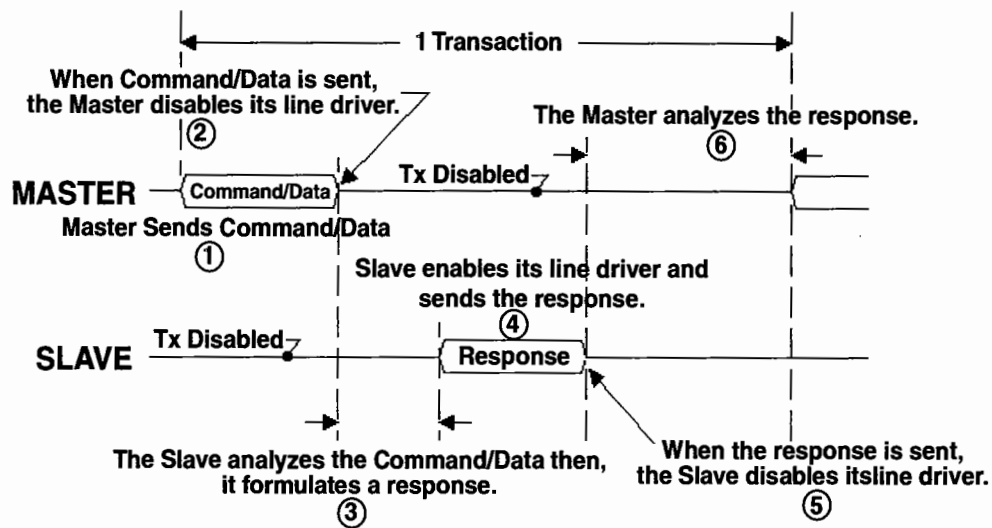 1 Transaction
When Command/Data is sent,
the Master disables its line driver.
②
The Master analyzes the response.
⑥
MASTER
Command/Data
Tx Disabled
Master Sends Command/Data
①
Slave enables its line driver and
sends the response.
④
Tx Disabled
SLAVE
Response
The Slave analyzes the Command/Data then,
it formulates a response.
③
When the response is sent,
the Slave disables itsline driver.
⑤